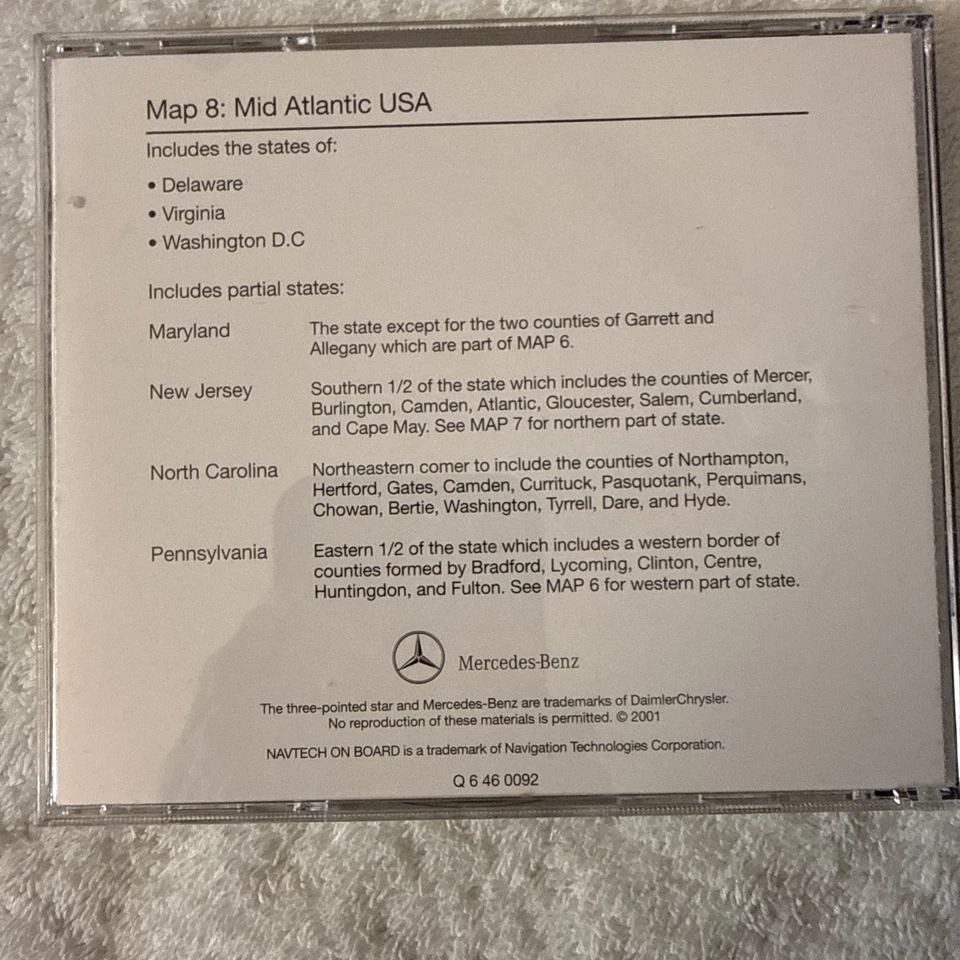 Map 8: Mid Atlantic USA
Includes the states of:
• Delaware
• Virginia
• Washington D.C
Includes partial states:
Maryland The state except for the two counties of Garrett and
Allegany which are part of MAP 6.
New Jersey Southern 1/2 of the state which includes the counties of Mercer,
Burlington, Camden, Atlantic, Gloucester, Salem, Cumberland,
and Cape May. See MAP 7 for northern part of state.
North Carolina Northeastern comer to include the counties of Northampton,
Hertford, Gates, Camden, Currituck, Pasquotank, Perquimans,
Chowan, Bertie, Washington, Tyrrell, Dare, and Hyde.
Pennsylvania Eastern 1/2 of the state which includes a western border of
counties formed by Bradford, Lycoming, Clinton, Centre,
Huntingdon, and Fulton. See MAP 6 for western part of state.
Mercedes-Benz
The three-pointed star and Mercedes-Benz are trademarks of DaimlerChrysler.
No reproduction of these materials is permitted. © 2001
NAVTECH ON BOARD is a trademark of Navigation Technologies Corporation.
Q 6 46 0092